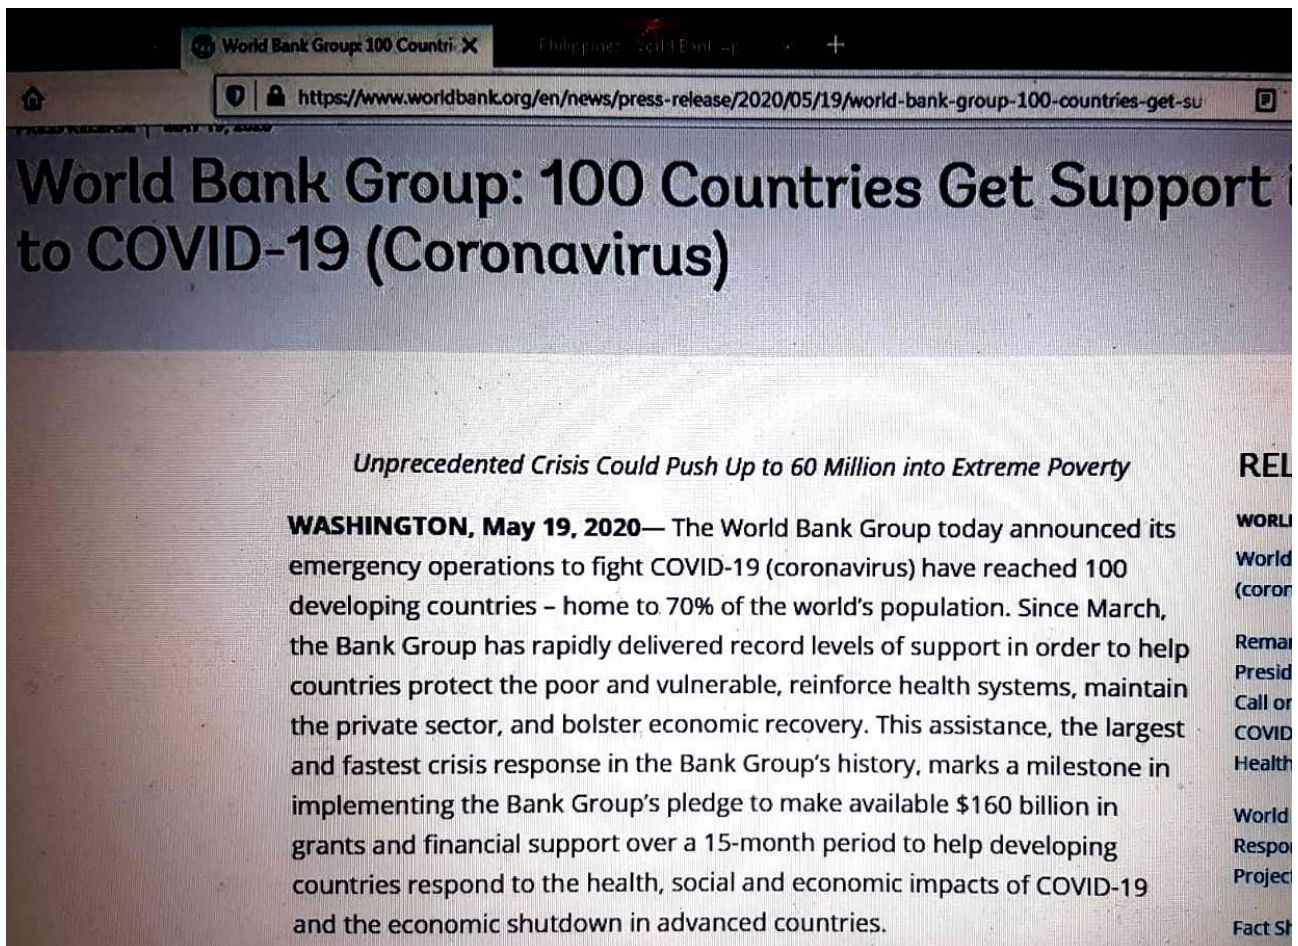 World Bank Group: 100 Countri
https://www.worldbank.org/en/news/press-release/2020/05/19/world-bank-group-100-countries-get-su
World Bank Group: 100 Countries Get Support i
to COVID-19 (Coronavirus)
Unprecedented Crisis Could Push Up to 60 Million into Extreme Poverty
WASHINGTON, May 19, 2020— The World Bank Group today announced its
emergency operations to fight COVID-19 (coronavirus) have reached 100
developing countries – home to 70% of the world's population. Since March,
the Bank Group has rapidly delivered record levels of support in order to help
countries protect the poor and vulnerable, reinforce health systems, maintain
the private sector, and bolster economic recovery. This assistance, the largest
and fastest crisis response in the Bank Group's history, marks a milestone in
implementing the Bank Group's pledge to make available $160 billion in
grants and financial support over a 15-month period to help developing
countries respond to the health, social and economic impacts of COVID-19
and the economic shutdown in advanced countries.
REL
WORL
World
(coron
Remar
Presid
Call on
COVID
Health
World
Respon
Project
Fact Sh